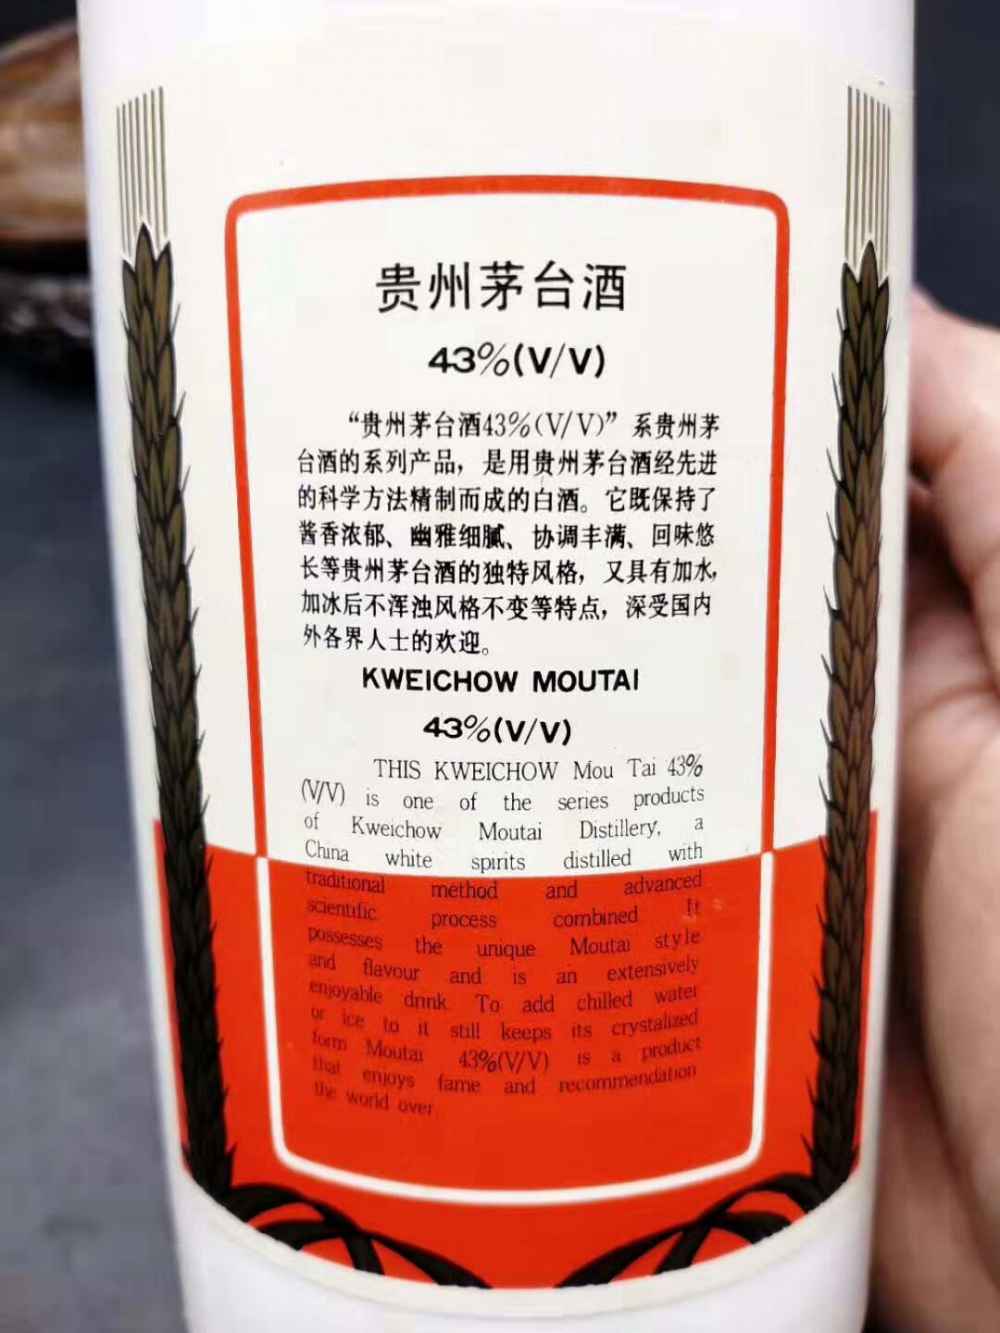 贵州茅台酒
43%(V/V)
“贵州茅台酒43%(V/V)”系贵州茅
台酒的系列产品，是用贵州茅台酒经先进
的科学方法精制而成的白酒。它既保持了
酱香浓郁、幽雅细腻、协调丰满、回味悠
长等贵州茅台酒的独特风格，又具有加水，
加冰后不浑浊风格不变等特点，深受国内
外各界人士的欢迎。
KWEICHOW MOUTAI
43%(V/V)
THIS KWEICHOW Mou Tai 43%
(V/V) is one of the series products
of Kweichow Moutai Distillery, a
China white spirits distilled with
traditional method and advanced
scientific process combined It
possesses the unique Moutai style
and flavour and is an extensively
enjoyable drink To add chilled water
or ice to it still keeps its crystalized
form Moutai 43%(V/V) is a product
that enjoys fame and recommendation
the world over